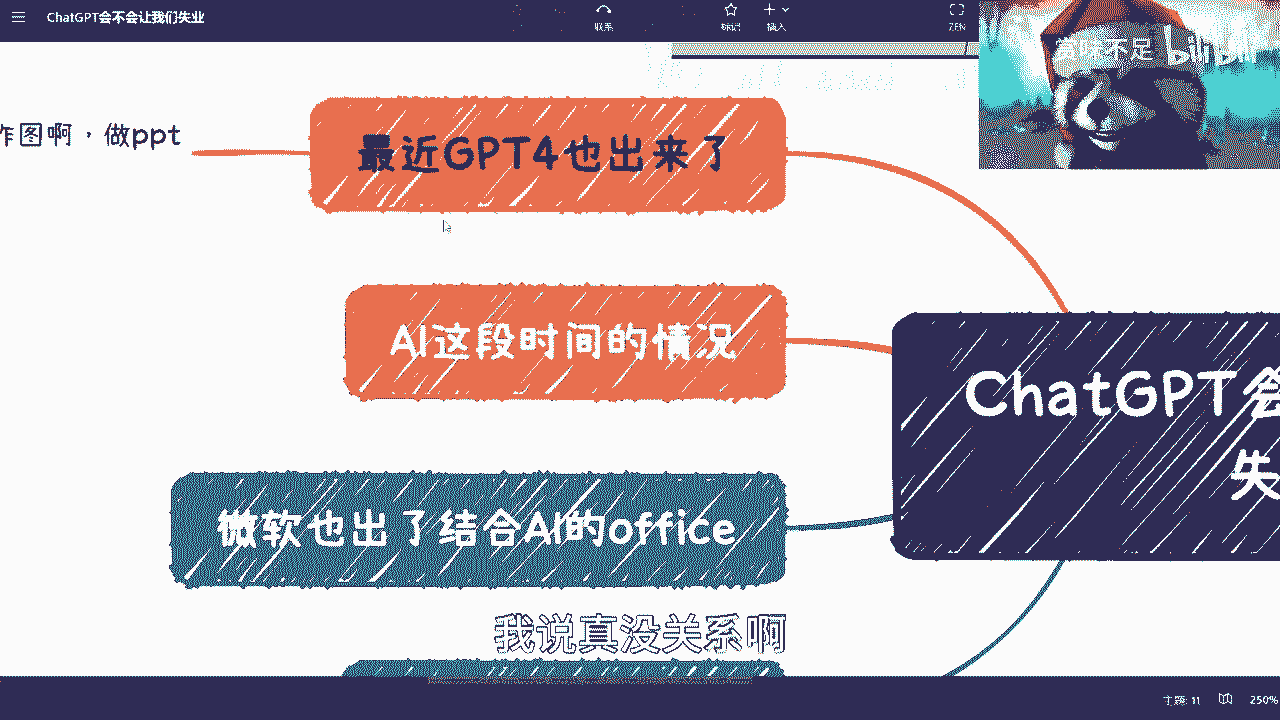 ChatGPT会不会让我们失业
联系
标记
插入
ZEN
赏味不足 bilibili
作图啊，做ppt
最近GPT4也出来了
AI这段时间的情况
ChatGPT会
失
微软也出了结合AI的office
我说真没关系啊
主题: 11
250%